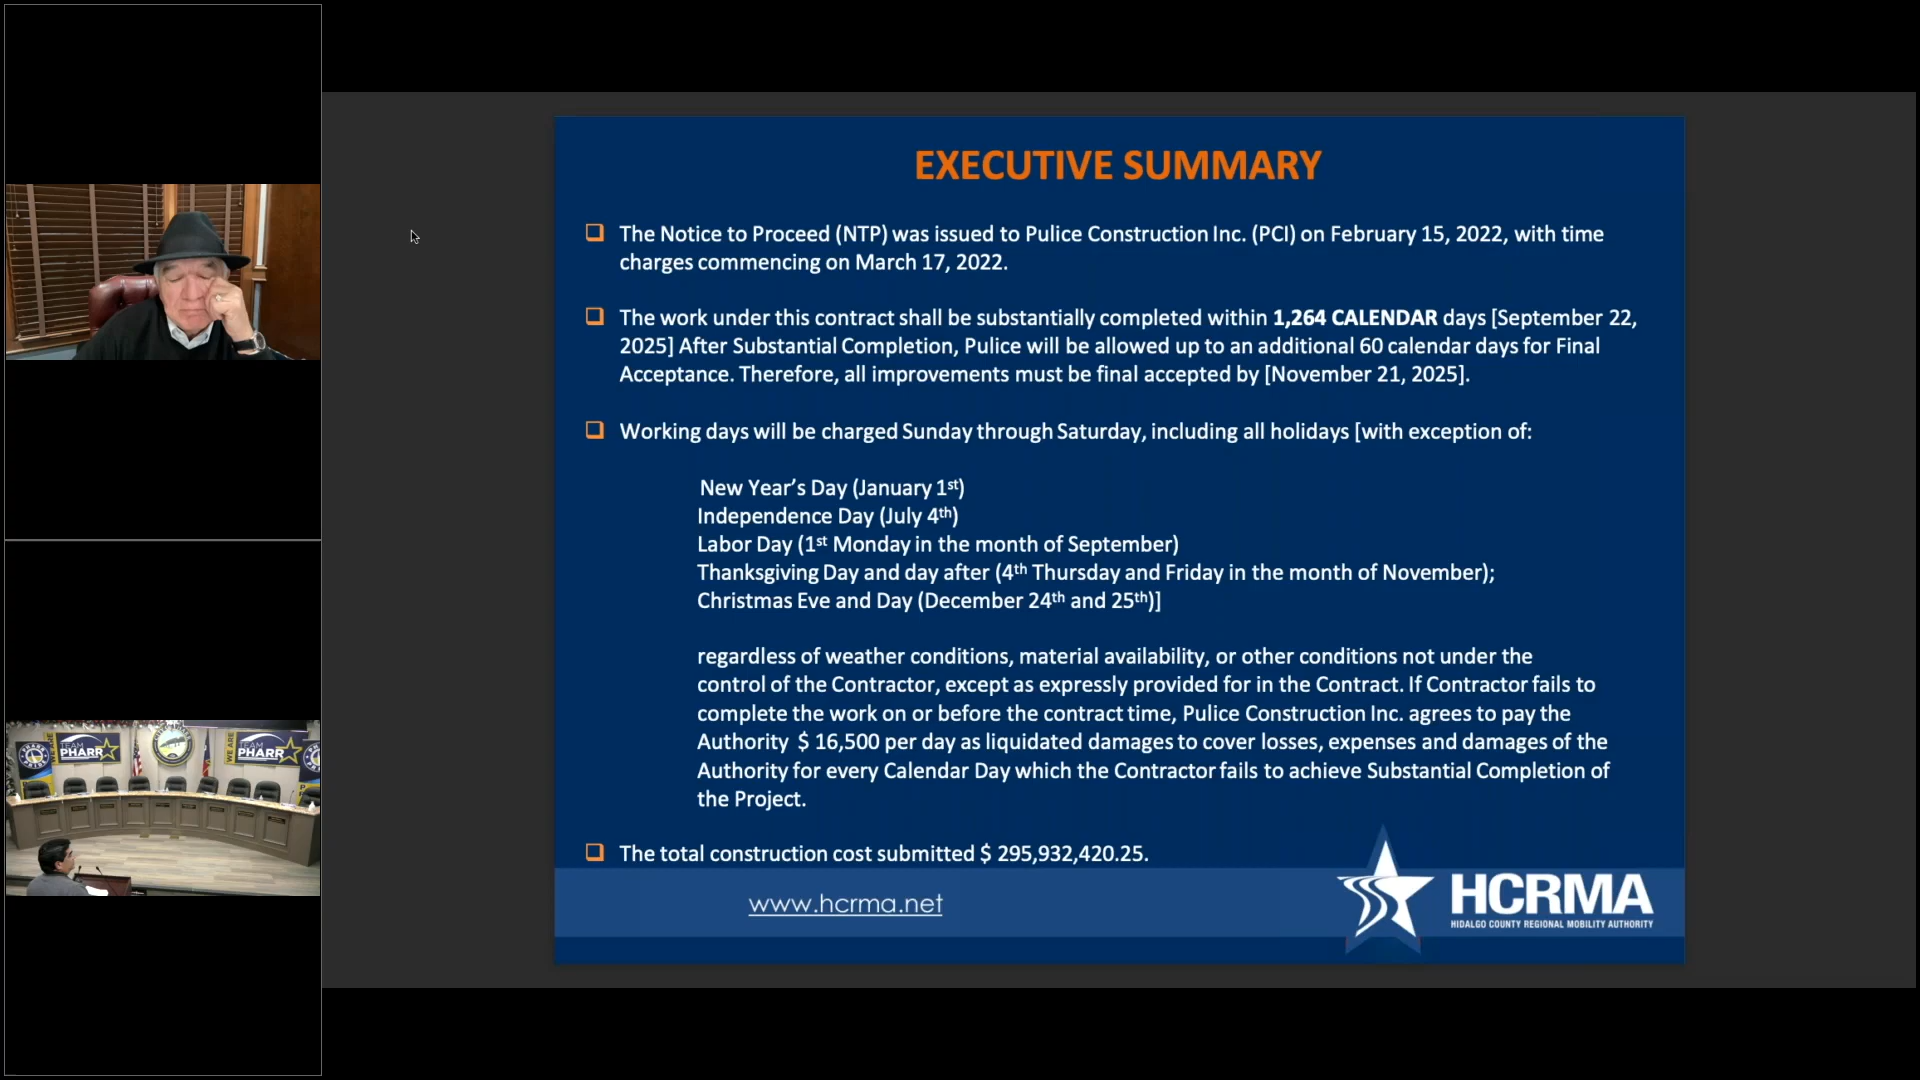 EXECUTIVE SUMMARY
❑ The Notice to Proceed (NTP) was issued to Pulice Construction Inc. (PCI) on February 15, 2022, with time
charges commencing on March 17, 2022.
❑ The work under this contract shall be substantially completed within 1,264 CALENDAR days [September 22,
2025] After Substantial Completion, Pulice will be allowed up to an additional 60 calendar days for Final
Acceptance. Therefore, all improvements must be final accepted by [November 21, 2025].
❑ Working days will be charged Sunday through Saturday, including all holidays [with exception of:
New Year’s Day (January 1st)
Independence Day (July 4th)
Labor Day (1st Monday in the month of September)
Thanksgiving Day and day after (4th Thursday and Friday in the month of November);
Christmas Eve and Day (December 24th and 25th)]
regardless of weather conditions, material availability, or other conditions not under the
control of the Contractor, except as expressly provided for in the Contract. If Contractor fails to
complete the work on or before the contract time, Pulice Construction Inc. agrees to pay the
Authority $ 16,500 per day as liquidated damages to cover losses, expenses and damages of the
Authority for every Calendar Day which the Contractor fails to achieve Substantial Completion of
the Project.
❑ The total construction cost submitted $ 295,932,420.25.
www.hcrma.net
HCRMA
HIDALGO COUNTY REGIONAL MOBILITY AUTHORITY
TEAM
PHARR
WE ARE
TEAM
PHARR